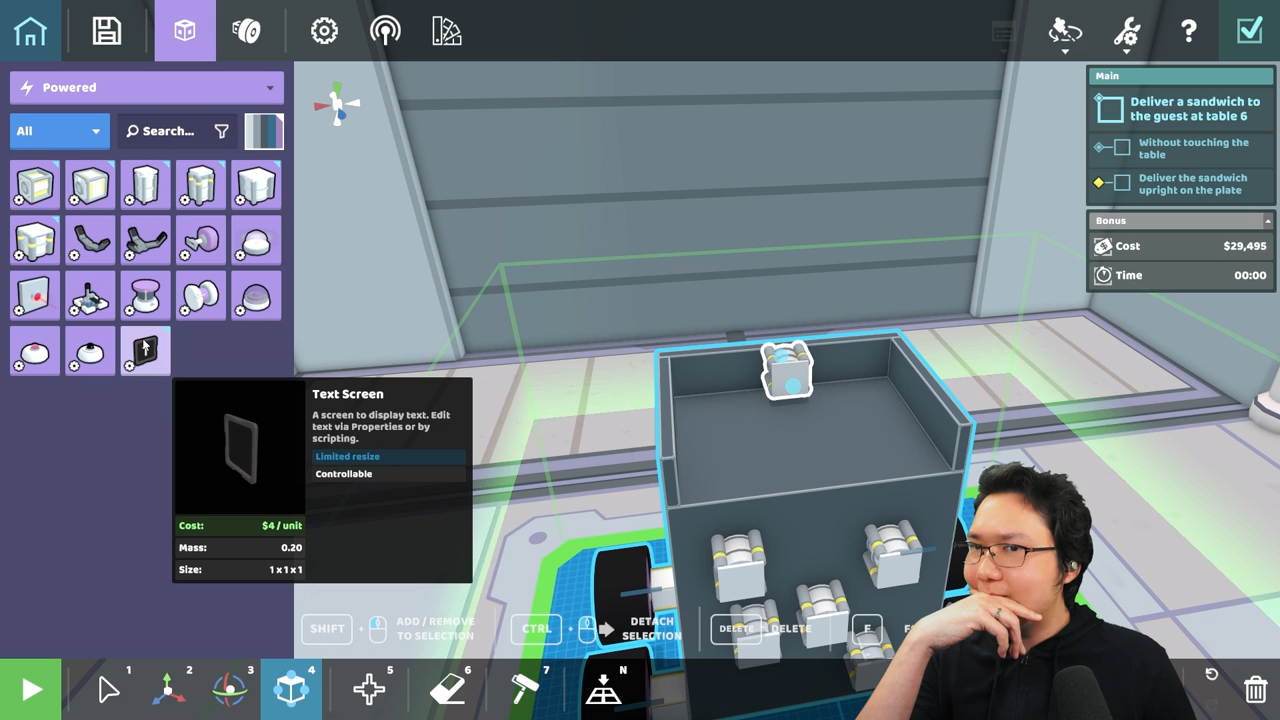 Powered
All
Search...
Text Screen
A screen to display text. Edit
text via Properties or by
scripting.
Limited resize
Controllable
Cost: $4 / unit
Mass: 0.20
Size: 1 x 1 x 1
Main
Deliver a sandwich to
the guest at table 6
Without touching the
table
Deliver the sandwich
upright on the plate
Bonus
Cost $29,495
Time 00:00
SHIFT + ADD / REMOVE
TO SELECTION
CTRL + DETACH
SELECTION
DELETE DELETE
F
1
2
3
4
5
6
7
N